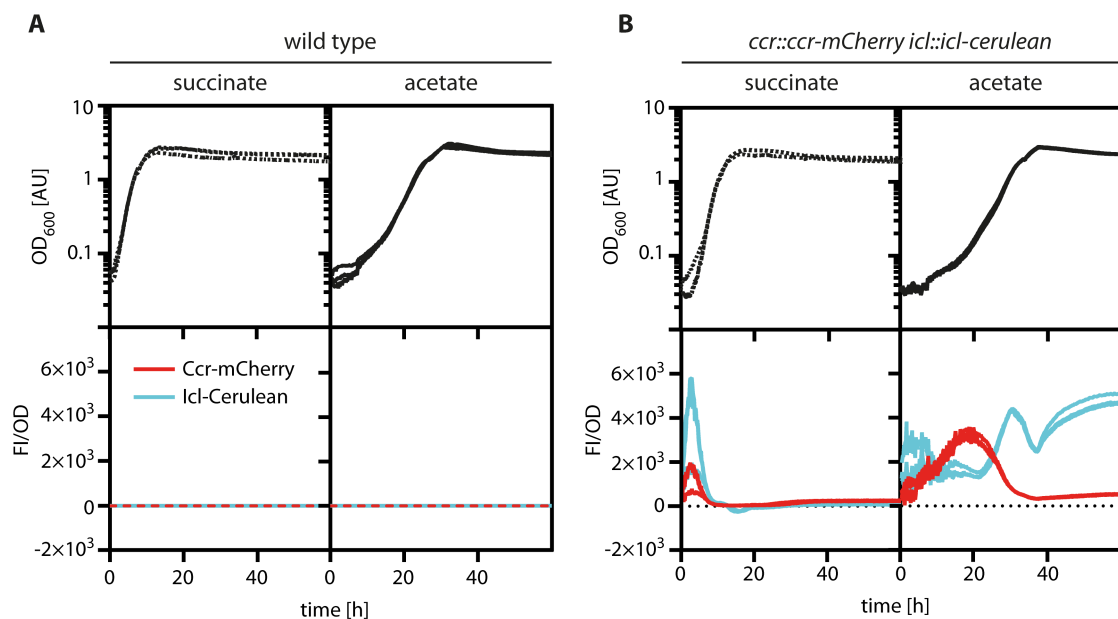 A
wild type
succinate acetate
OD600 [AU]
10
1
0.1
FI/OD
6×10³
4×10³
2×10³
0
-2×10³
Ccr-mCherry
Icl-Cerulean
0 20 40 0 20 40
time [h]
B
ccr::ccr-mCherry icl::icl-cerulean
succinate acetate
OD600 [AU]
10
1
0.1
FI/OD
6×10³
4×10³
2×10³
0
-2×10³
0 20 40 0 20 40
time [h]